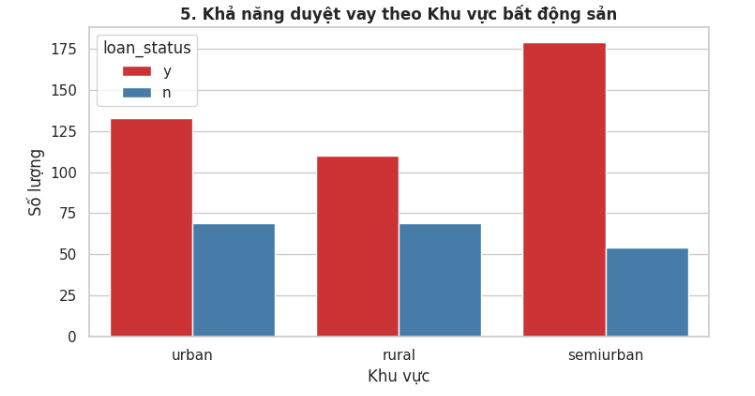 5. Khả năng duyệt vay theo Khu vực bất động sản
loan_status
y
n
Số lượng
175
150
125
100
75
50
25
0
urban
rural
semiurban
Khu vực